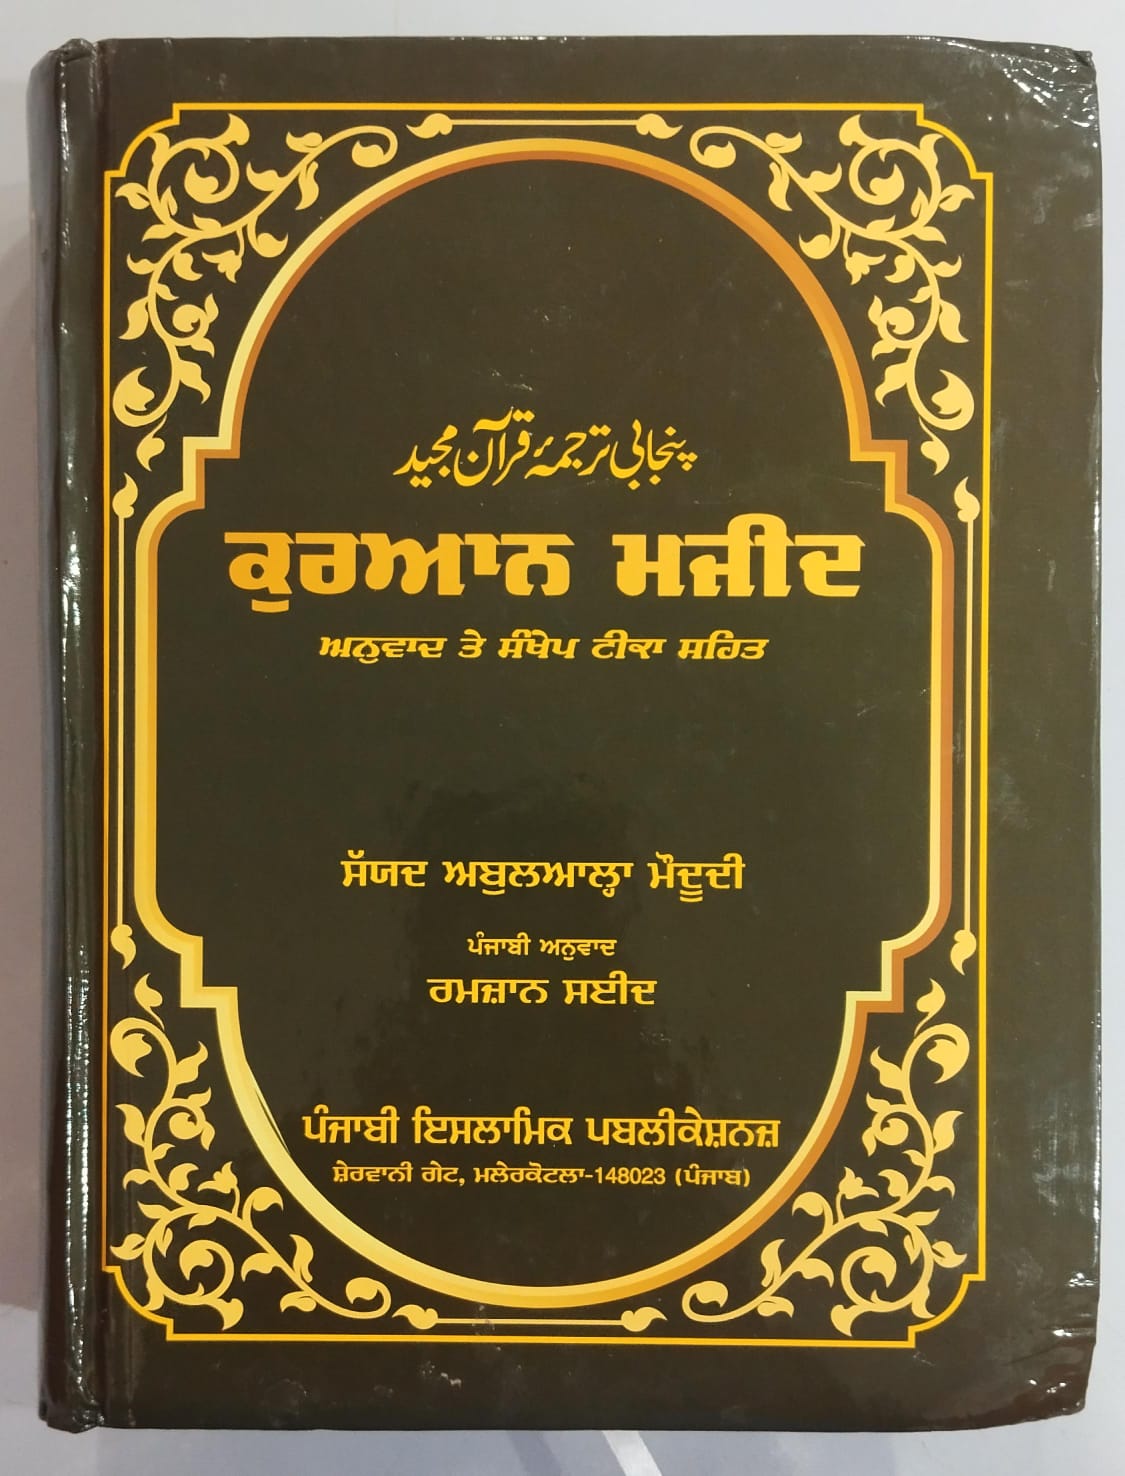 پنجابی ترجمۂ قرآن مجید
ਕੁਰਆਨ ਮਜੀਦ
ਅਨੁਵਾਦ ਤੇ ਸੰਖੇਪ ਟੀਕਾ ਸਹਿਤ
ਸੱਯਦ ਅਬੁਲਆਲ੍ਹਾ ਮੌਦੂਦੀ
ਪੰਜਾਬੀ ਅਨੁਵਾਦ
ਰਮਜ਼ਾਨ ਸਈਦ
ਪੰਜਾਬੀ ਇਸਲਾਮਿਕ ਪਬਲੀਕੇਸ਼ਨਜ਼
ਸ਼ੇਰਵਾਨੀ ਗੇਟ, ਮਲੇਰਕੋਟਲਾ-148023 (ਪੰਜਾਬ)